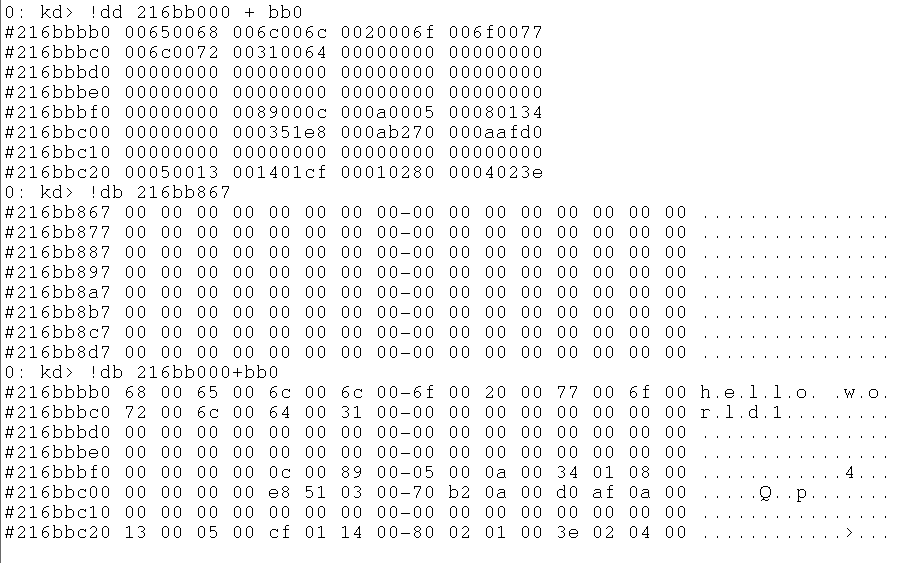 0: kd> !dd 216bb000 + bb0
#216bbbb0 00650068 006c006c 0020006f 006f0077
#216bbbc0 006c0072 00310064 00000000 00000000
#216bbbd0 00000000 00000000 00000000 00000000
#216bbbe0 00000000 00000000 00000000 00000000
#216bbbf0 00000000 0089000c 000a0005 00080134
#216bbc00 00000000 000351e8 000ab270 000aafd0
#216bbc10 00000000 00000000 00000000 00000000
#216bbc20 00050013 001401cf 00010280 0004023e
0: kd> !db 216bb867
#216bb867 00 00 00 00 00 00 00 00-00 00 00 00 00 00 00 00 ................
#216bb877 00 00 00 00 00 00 00 00-00 00 00 00 00 00 00 00 ................
#216bb887 00 00 00 00 00 00 00 00-00 00 00 00 00 00 00 00 ................
#216bb897 00 00 00 00 00 00 00 00-00 00 00 00 00 00 00 00 ................
#216bb8a7 00 00 00 00 00 00 00 00-00 00 00 00 00 00 00 00 ................
#216bb8b7 00 00 00 00 00 00 00 00-00 00 00 00 00 00 00 00 ................
#216bb8c7 00 00 00 00 00 00 00 00-00 00 00 00 00 00 00 00 ................
#216bb8d7 00 00 00 00 00 00 00 00-00 00 00 00 00 00 00 00 ................
0: kd> !db 216bb000+bb0
#216bbbb0 68 00 65 00 6c 00 6c 00-6f 00 20 00 77 00 6f 00 h.e.l.l.o. .w.o.
#216bbbc0 72 00 6c 00 64 00 31 00-00 00 00 00 00 00 00 00 r.l.d.1.........
#216bbbd0 00 00 00 00 00 00 00 00-00 00 00 00 00 00 00 00 ................
#216bbbe0 00 00 00 00 00 00 00 00-00 00 00 00 00 00 00 00 ................
#216bbbf0 00 00 00 00 0c 00 89 00-05 00 0a 00 34 01 08 00 ............4...
#216bbc00 00 00 00 00 e8 51 03 00-70 b2 0a 00 d0 af 0a 00 .....Q..p.......
#216bbc10 00 00 00 00 00 00 00 00-00 00 00 00 00 00 00 00 ................
#216bbc20 13 00 05 00 cf 01 14 00-80 02 01 00 3e 02 04 00 ............>...